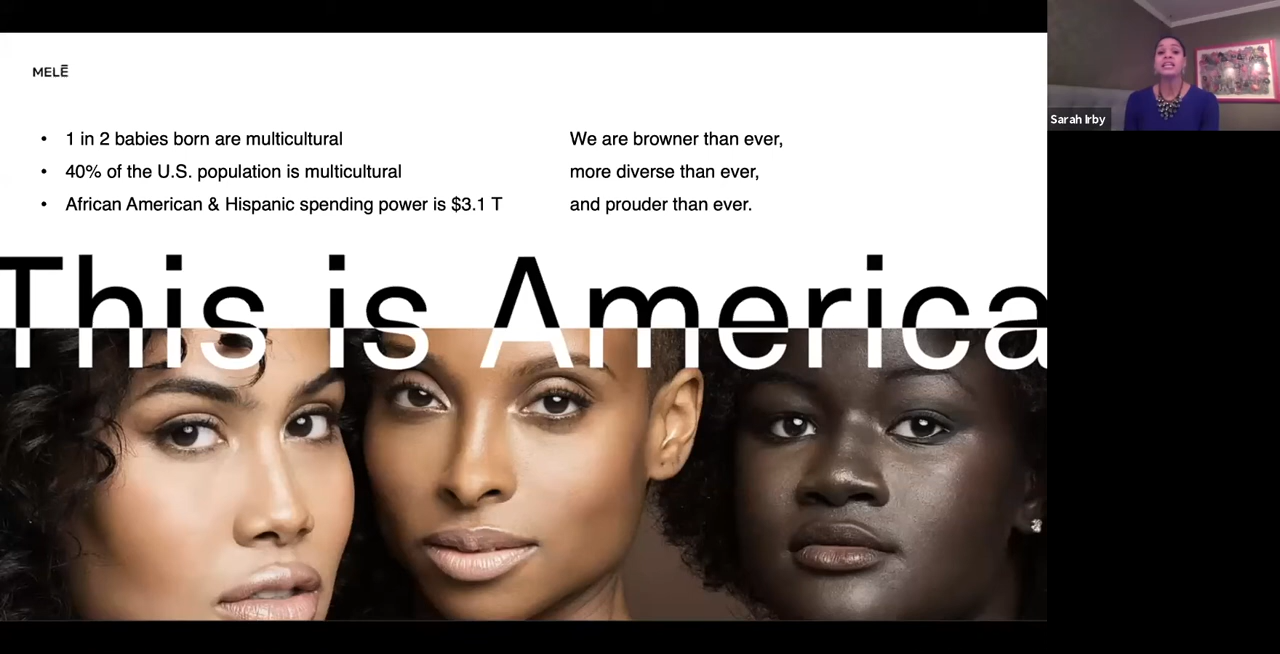 MELĒ
• 1 in 2 babies born are multicultural
• 40% of the U.S. population is multicultural
• African American & Hispanic spending power is $3.1 T
We are browner than ever,
more diverse than ever,
and prouder than ever.
This is America
Sarah Irby